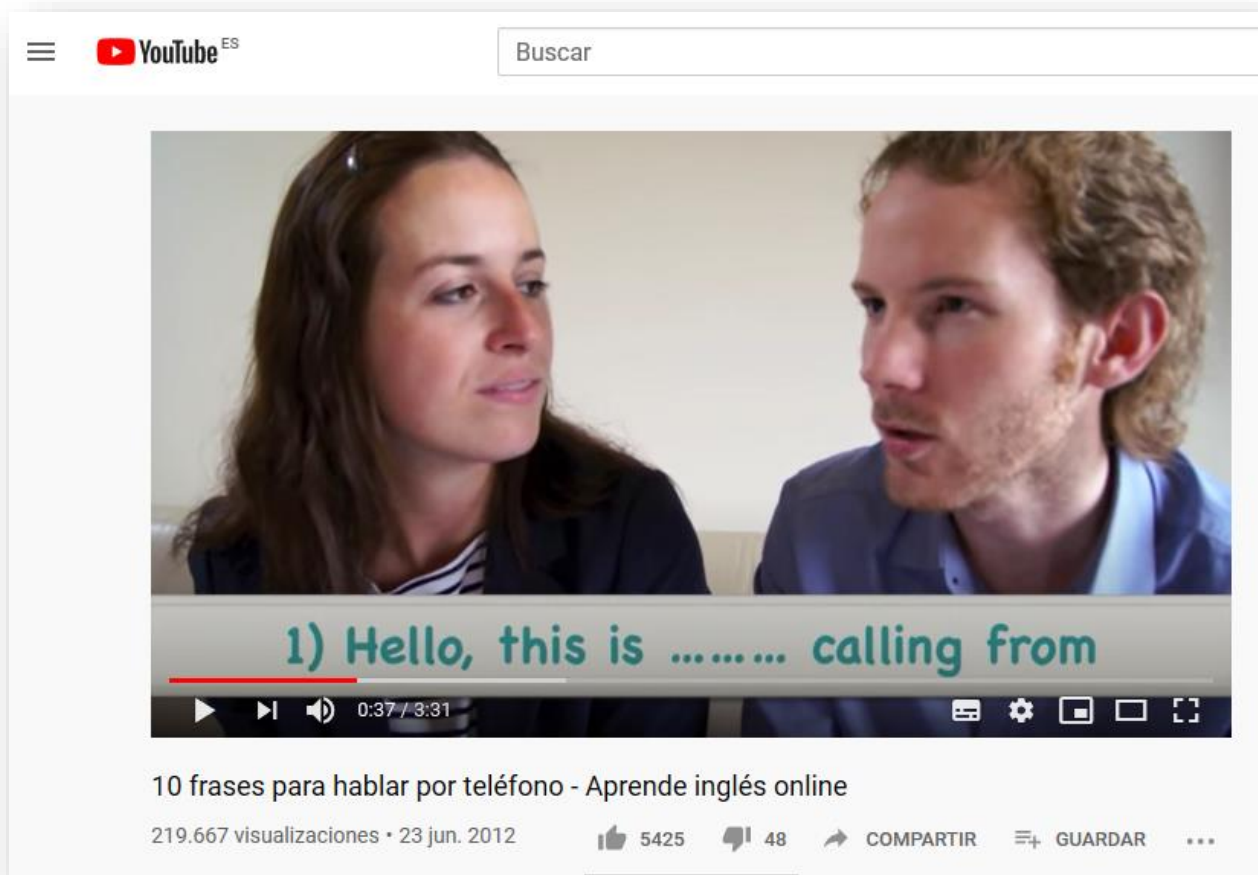 YouTube ES
Buscar
1) Hello, this is ……… calling from
0:37 / 3:31
10 frases para hablar por teléfono - Aprende inglés online
219.667 visualizaciones • 23 jun. 2012 5425 48 COMPARTIR GUARDAR